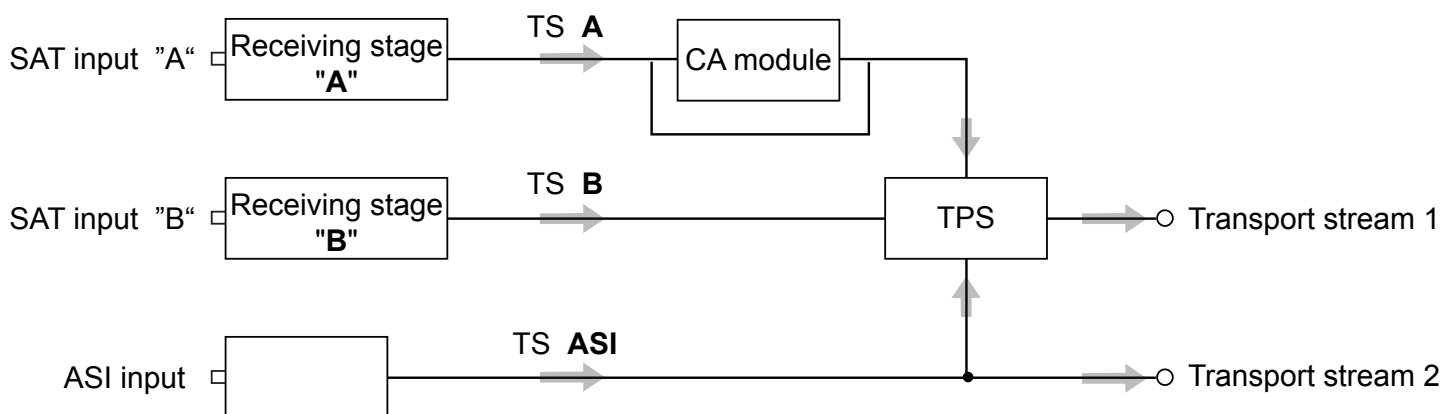 TS A
SAT input ”A“
Receiving stage
"A"
CA module
TS B
SAT input ”B“
Receiving stage
"B"
TPS
Transport stream 1
TS ASI
ASI input
Transport stream 2